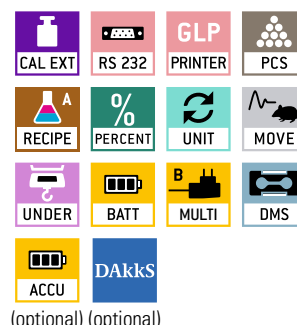 CAL EXT RS 232 GLP PRINTER PCS
A RECIPE % PERCENT UNIT MOVE
UNDER BATT B MULTI DMS
ACCU DAkkS
(optional) (optional)